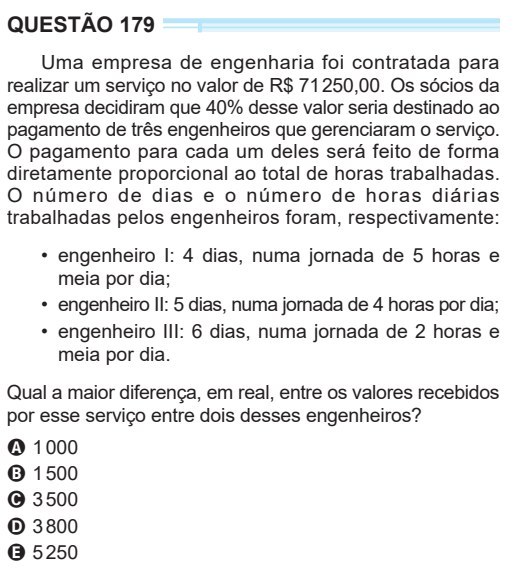 QUESTÃO 179
Uma empresa de engenharia foi contratada para
realizar um serviço no valor de R$ 71 250,00. Os sócios da
empresa decidiram que 40% desse valor seria destinado ao
pagamento de três engenheiros que gerenciaram o serviço.
O pagamento para cada um deles será feito de forma
diretamente proporcional ao total de horas trabalhadas.
O número de dias e o número de horas diárias
trabalhadas pelos engenheiros foram, respectivamente:
• engenheiro I: 4 dias, numa jornada de 5 horas e
meia por dia;
• engenheiro II: 5 dias, numa jornada de 4 horas por dia;
• engenheiro III: 6 dias, numa jornada de 2 horas e
meia por dia.
Qual a maior diferença, em real, entre os valores recebidos
por esse serviço entre dois desses engenheiros?
A 1 000
B 1 500
C 3 500
D 3 800
E 5 250